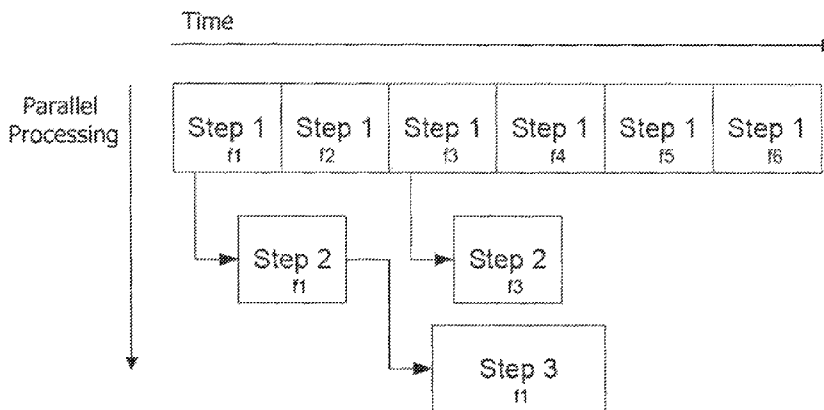 Time
Parallel
Processing
Step 1 Step 1 Step 1 Step 1 Step 1 Step 1
f1 f2 f3 f4 f5 f6
Step 2 Step 2
f1 f3
Step 3
f1